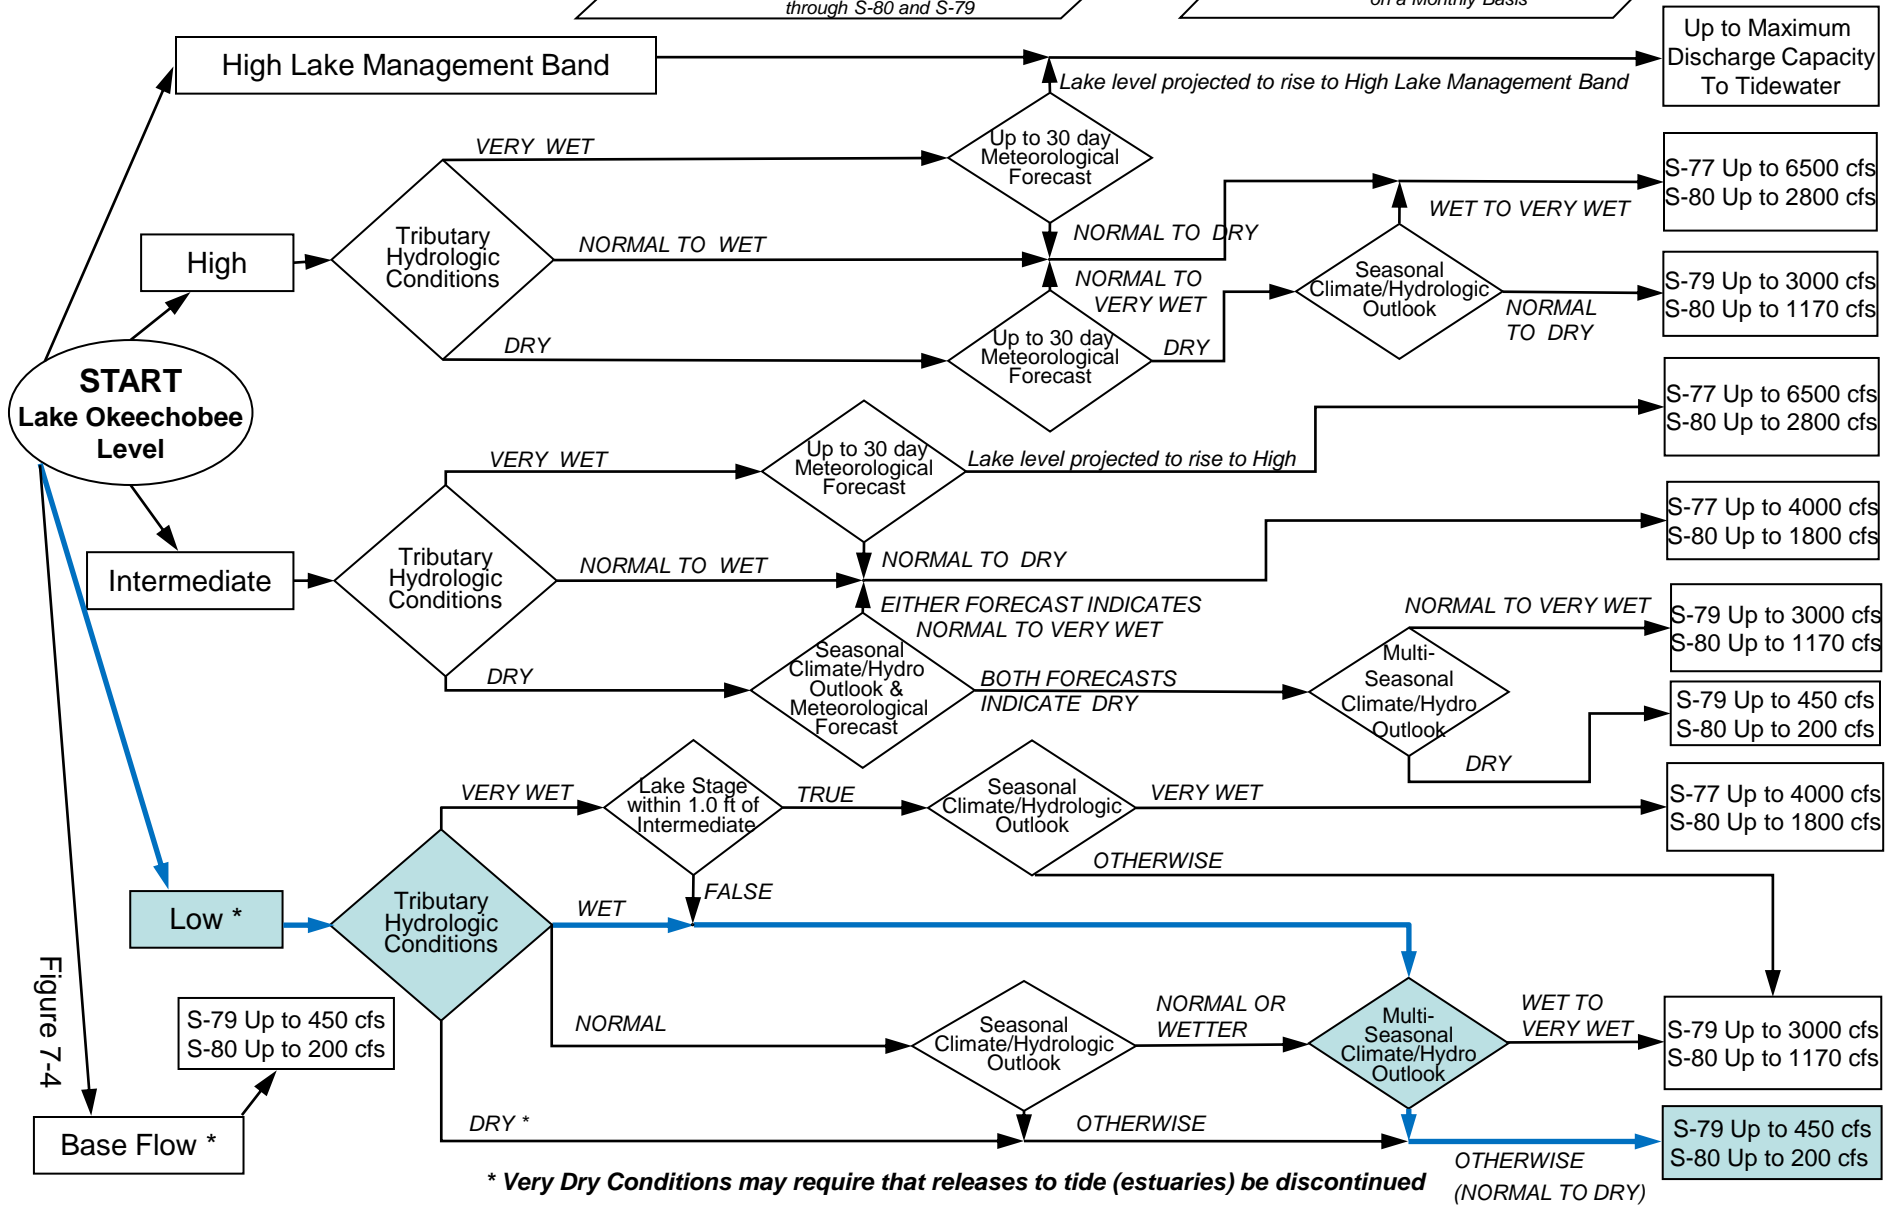 through S-80 and S-79
on a Monthly Basis
High Lake Management Band
Up to Maximum
Discharge Capacity
To Tidewater
Lake level projected to rise to High Lake Management Band
VERY WET
Up to 30 day
Meteorological
Forecast
S-77 Up to 6500 cfs
S-80 Up to 2800 cfs
WET TO VERY WET
High
Tributary
Hydrologic
Conditions
NORMAL TO WET
NORMAL TO DRY
NORMAL TO
VERY WET
Seasonal
Climate/Hydrologic
Outlook
NORMAL
TO DRY
S-79 Up to 3000 cfs
S-80 Up to 1170 cfs
DRY
Up to 30 day
Meteorological
Forecast
DRY
START
Lake Okeechobee
Level
S-77 Up to 6500 cfs
S-80 Up to 2800 cfs
VERY WET
Up to 30 day
Meteorological
Forecast
Lake level projected to rise to High
S-77 Up to 4000 cfs
S-80 Up to 1800 cfs
Intermediate
Tributary
Hydrologic
Conditions
NORMAL TO WET
NORMAL TO DRY
EITHER FORECAST INDICATES
NORMAL TO VERY WET
NORMAL TO VERY WET
S-79 Up to 3000 cfs
S-80 Up to 1170 cfs
DRY
Seasonal
Climate/Hydro
Outlook &
Meteorological
Forecast
BOTH FORECASTS
INDICATE DRY
Multi-
Seasonal
Climate/Hydro
Outlook
S-79 Up to 450 cfs
S-80 Up to 200 cfs
DRY
VERY WET
Lake Stage
within 1.0 ft of
Intermediate
TRUE
Seasonal
Climate/Hydrologic
Outlook
VERY WET
S-77 Up to 4000 cfs
S-80 Up to 1800 cfs
OTHERWISE
FALSE
Low *
Tributary
Hydrologic
Conditions
WET
Figure 7-4
S-79 Up to 450 cfs
S-80 Up to 200 cfs
NORMAL
Seasonal
Climate/Hydrologic
Outlook
NORMAL OR
WETTER
Multi-
Seasonal
Climate/Hydro
Outlook
WET TO
VERY WET
S-79 Up to 3000 cfs
S-80 Up to 1170 cfs
Base Flow *
DRY *
OTHERWISE
S-79 Up to 450 cfs
S-80 Up to 200 cfs
OTHERWISE
(NORMAL TO DRY)
* Very Dry Conditions may require that releases to tide (estuaries) be discontinued